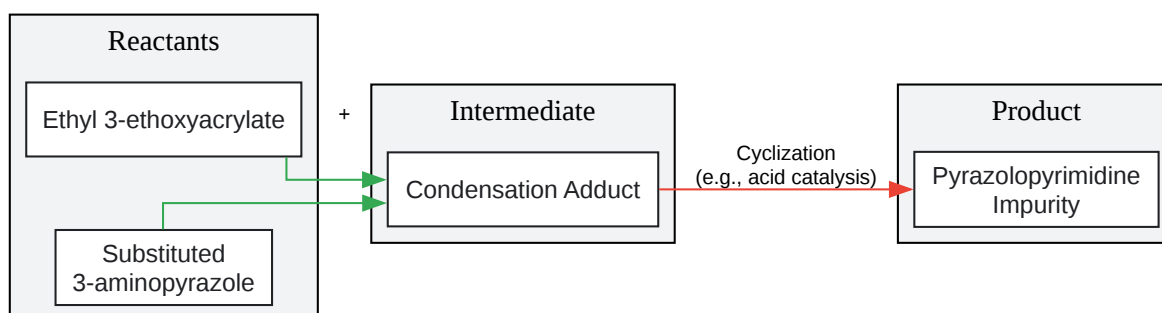 Reactants
Ethyl 3-ethoxyacrylate
Substituted
3-aminopyrazole
+
Intermediate
Condensation Adduct
Cyclization
(e.g., acid catalysis)
Product
Pyrazolopyrimidine
Impurity